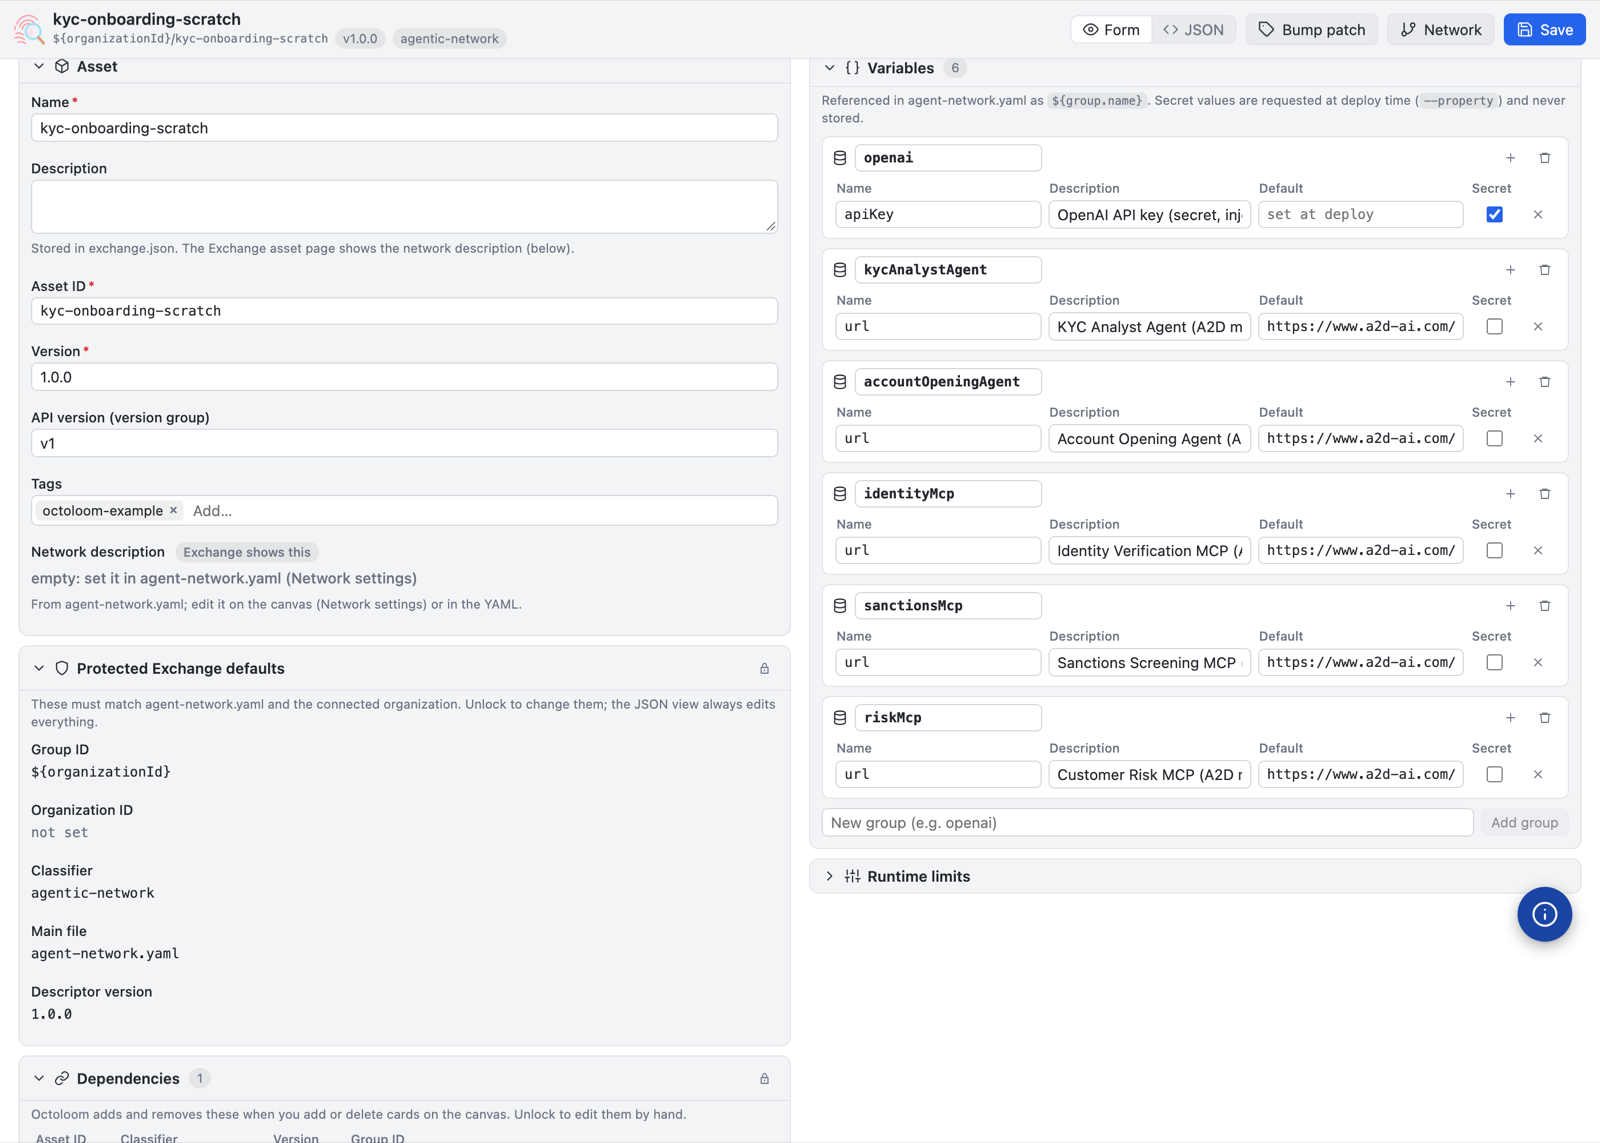 kyc-onboarding-scratch
${organizationId}/kyc-onboarding-scratch v1.0.0 agentic-network
Form JSON Bump patch Network Save
Asset
Name*
kyc-onboarding-scratch
Description
Stored in exchange.json. The Exchange asset page shows the network description (below).
Asset ID*
kyc-onboarding-scratch
Version*
1.0.0
API version (version group)
v1
Tags
octoloom-example × Add...
Network description Exchange shows this
empty: set it in agent-network.yaml (Network settings)
From agent-network.yaml; edit it on the canvas (Network settings) or in the YAML.
Protected Exchange defaults
These must match agent-network.yaml and the connected organization. Unlock to change them; the JSON view always edits
everything.
Group ID
${organizationId}
Organization ID
not set
Classifier
agentic-network
Main file
agent-network.yaml
Descriptor version
1.0.0
Dependencies 1
Octoloom adds and removes these when you add or delete cards on the canvas. Unlock to edit them by hand.
Asset ID Classifier Version Group ID
{} Variables 6
Referenced in agent-network.yaml as ${group.name}. Secret values are requested at deploy time (--property) and never
stored.
openai
Name Description Default Secret
apiKey OpenAI API key (secret, inj set at deploy
kycAnalystAgent
Name Description Default Secret
url KYC Analyst Agent (A2D m https://www.a2d-ai.com/
accountOpeningAgent
Name Description Default Secret
url Account Opening Agent (A https://www.a2d-ai.com/
identityMcp
Name Description Default Secret
url Identity Verification MCP (A https://www.a2d-ai.com/
sanctionsMcp
Name Description Default Secret
url Sanctions Screening MCP https://www.a2d-ai.com/
riskMcp
Name Description Default Secret
url Customer Risk MCP (A2D https://www.a2d-ai.com/
New group (e.g. openai) Add group
Runtime limits